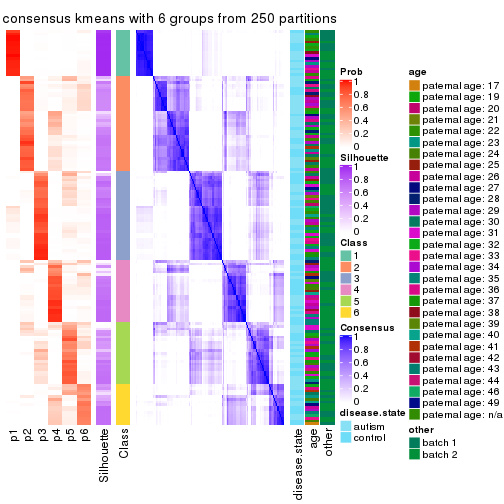 consensus kmeans with 6 groups from 250 partitions
Prob
1
0.8
0.6
0.4
0.2
0
Silhouette
1
0.8
0.6
0.4
0.2
0
Class
1
2
3
4
5
6
Consensus
1
0.8
0.6
0.4
0.2
0
disease.state
autism
control
age
paternal age: 17
paternal age: 19
paternal age: 20
paternal age: 21
paternal age: 22
paternal age: 23
paternal age: 24
paternal age: 25
paternal age: 26
paternal age: 27
paternal age: 28
paternal age: 29
paternal age: 30
paternal age: 31
paternal age: 32
paternal age: 33
paternal age: 34
paternal age: 35
paternal age: 36
paternal age: 37
paternal age: 38
paternal age: 39
paternal age: 40
paternal age: 41
paternal age: 42
paternal age: 43
paternal age: 44
paternal age: 46
paternal age: 49
paternal age: n/a
other
batch 1
batch 2
p1
p2
p3
p4
p5
p6
Silhouette
Class
disease.state
age
other